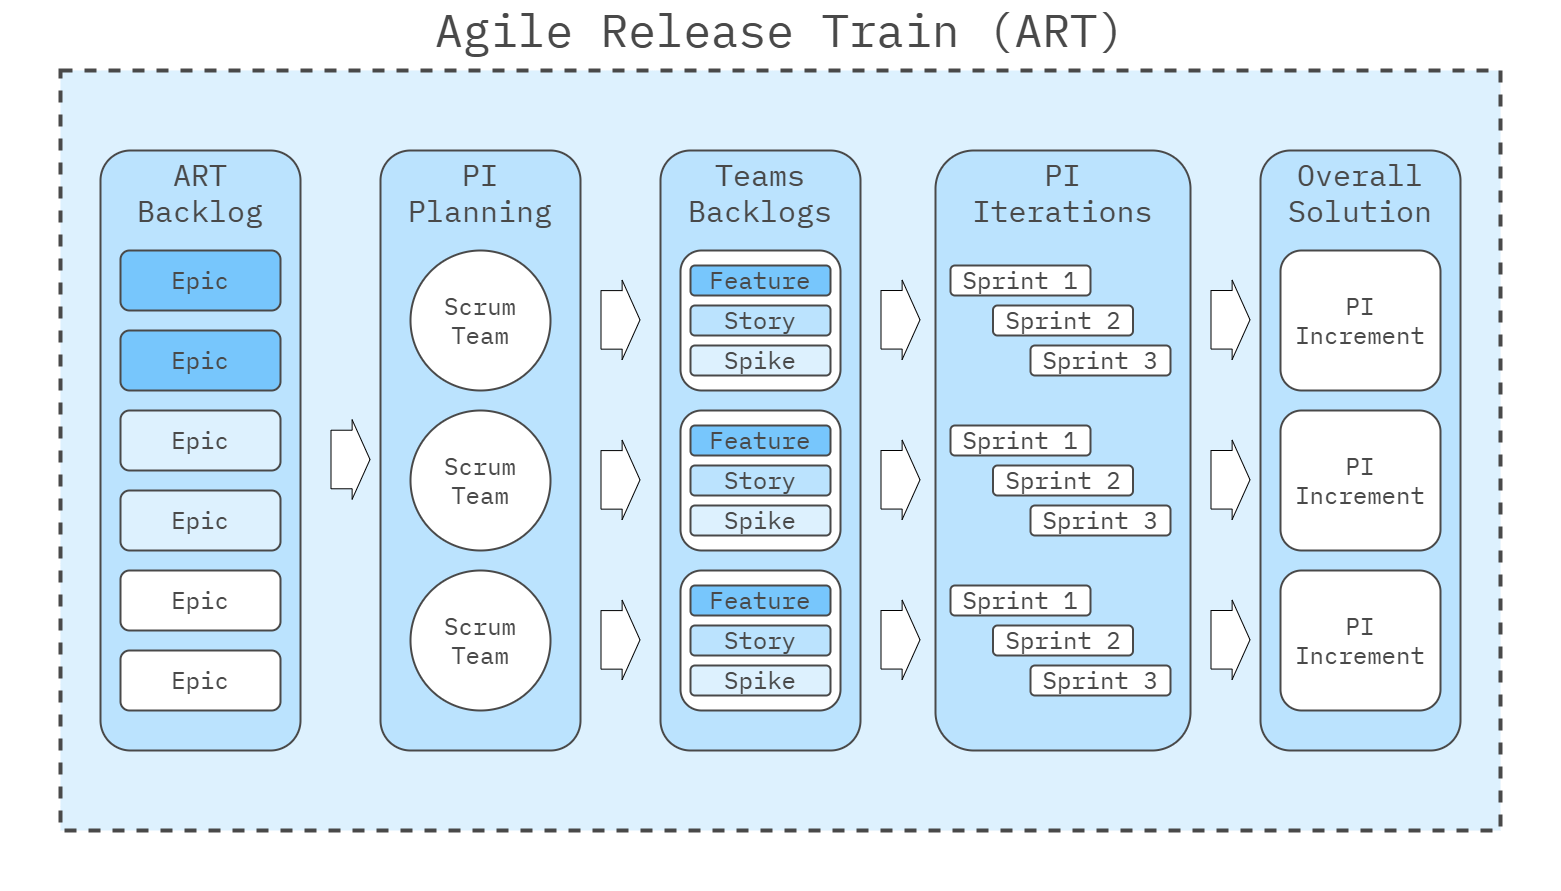 Agile Release Train (ART)
ART
Backlog
Epic
Epic
Epic
Epic
Epic
Epic
PI
Planning
Scrum
Team
Scrum
Team
Scrum
Team
Teams
Backlogs
Feature
Story
Spike
Feature
Story
Spike
Feature
Story
Spike
PI
Iterations
Sprint 1
Sprint 2
Sprint 3
Sprint 1
Sprint 2
Sprint 3
Sprint 1
Sprint 2
Sprint 3
Overall
Solution
PI
Increment
PI
Increment
PI
Increment